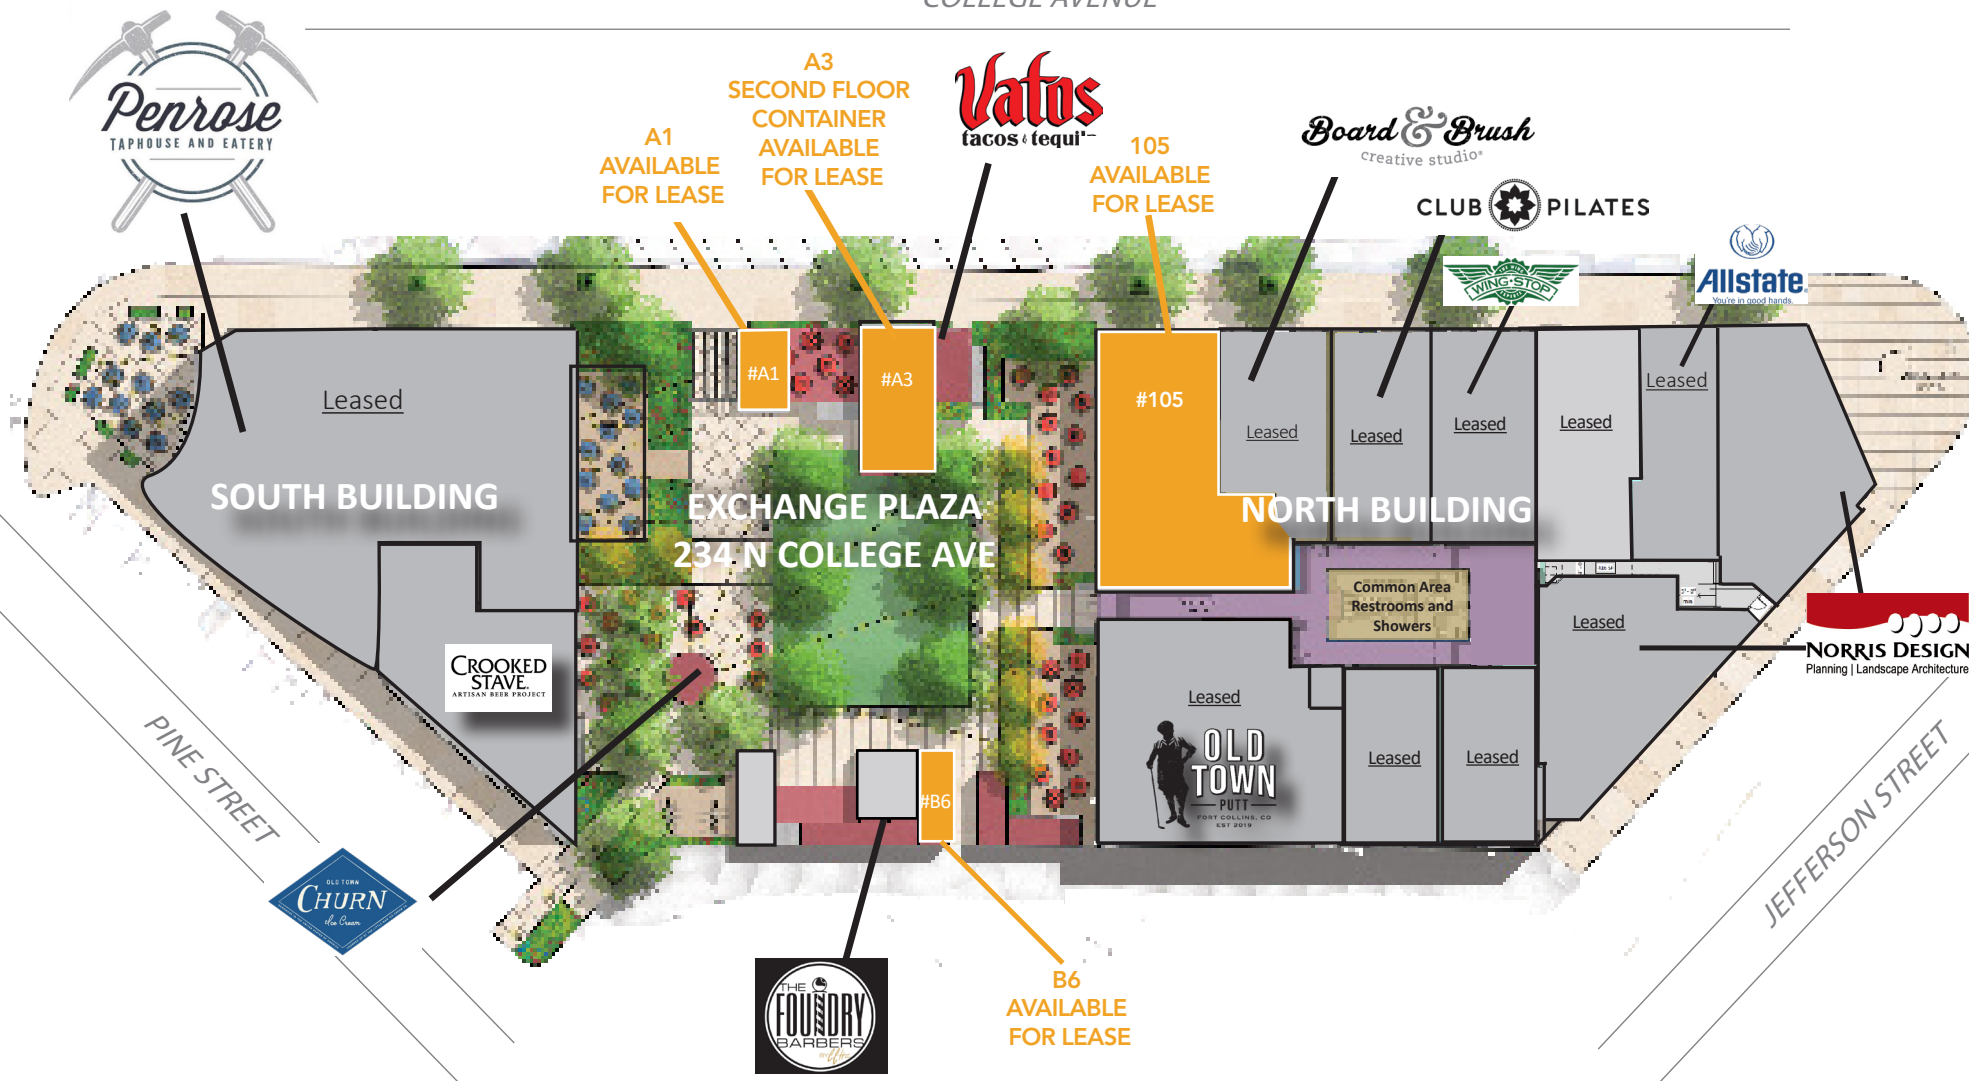 COLLEGE AVENUE
Penrose
TAPHOUSE AND EATERY
A1
AVAILABLE
FOR LEASE
A3
SECOND FLOOR
CONTAINER
AVAILABLE
FOR LEASE
Vatos
tacos & tequi
105
AVAILABLE
FOR LEASE
Board & Brush
creative studio
CLUB PILATES
WING·STOP
Allstate
You're in good hands.
#A1
#A3
#105
Leased
Leased
Leased
Leased
Leased
Leased
SOUTH BUILDING
EXCHANGE PLAZA
234 N COLLEGE AVE
NORTH BUILDING
Common Area
Restrooms and
Showers
Leased
CROOKED
STAVE
ARTISAN BEER PROJECT
NORRIS DESIGN
Planning | Landscape Architecture
Leased
OLD
TOWN
PUTT
FORT COLLINS, CO
EST 2019
Leased
Leased
#B6
PINE STREET
JEFFERSON STREET
OLD TOWN
CHURN
Ice Cream
THE
FOUNDRY
BARBERS
B6
AVAILABLE
FOR LEASE